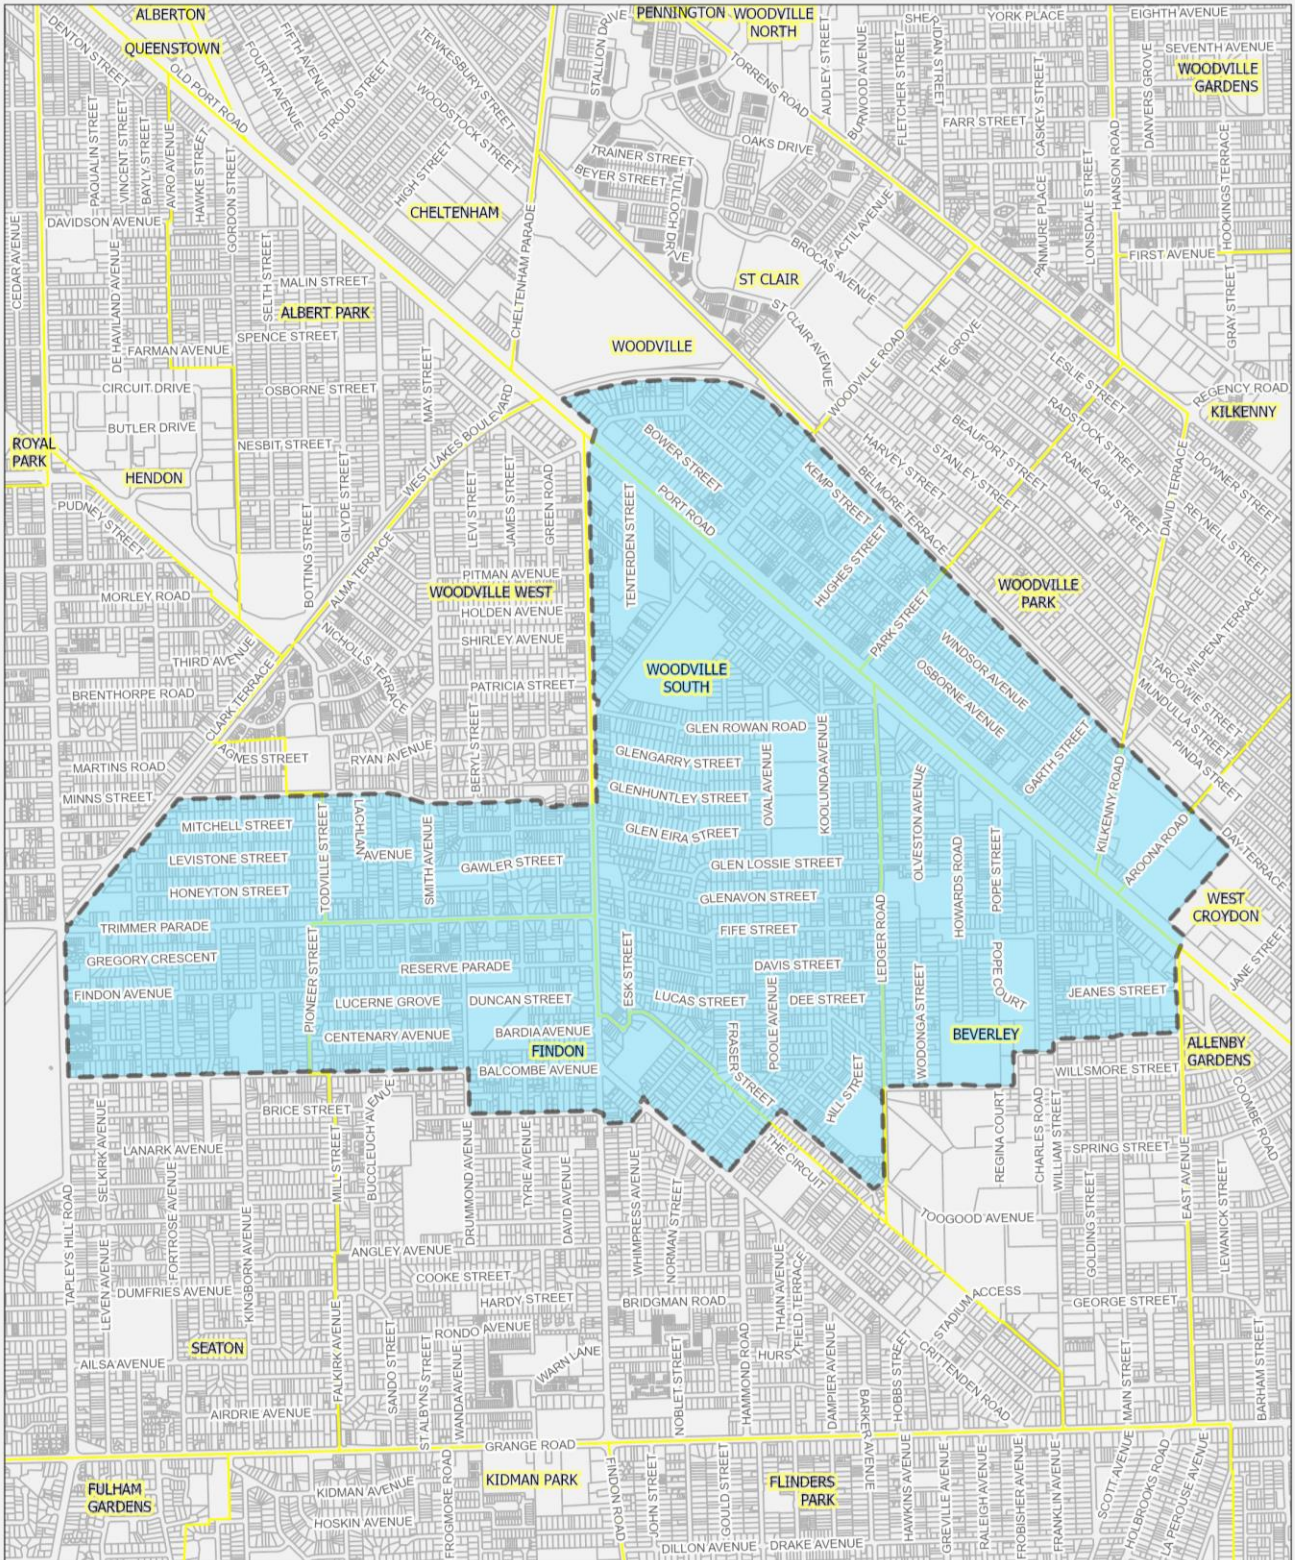 ALBERTON
PENNINGTON
WOODVILLE
NORTH
SHERIDAN STREET
YORK PLACE
EIGHTH AVENUE
DENTON STREET
QUEENSTOWN
FIFTH AVENUE
FOURTH AVENUE
TEWKESBURY STREET
STALLION DRIVE
AUDLEY STREET
BURWOOD AVENUE
FLETCHER STREET
CASKEY STREET
DANVERS GROVE
SEVENTH AVENUE
WOODVILLE
GARDENS
OLD PORT ROAD
STROUD STREET
WOODSTOCK STREET
TORRENS ROAD
FARR STREET
PAQUALIN STREET
VINCENT STREET
BAYLY STREET
AVRO AVENUE
HAWKE STREET
GORDON STREET
HIGH STREET
TRAINER STREET
BEYER STREET
TULLOCH DRIVE
OAKS DRIVE
ACTIL AVENUE
BROCAS AVENUE
PANMURE PLACE
LONSDALE STREET
HANSON ROAD
HOOKINGS TERRACE
CEDAR AVENUE
DAVIDSON AVENUE
CHELTENHAM
CHELTENHAM PARADE
FIRST AVENUE
DE HAVILAND AVENUE
SELTH STREET
MALIN STREET
ALBERT PARK
ST CLAIR
ST CLAIR AVENUE
GRAY STREET
SPENCE STREET
FARMAN AVENUE
WOODVILLE
WOODVILLE ROAD
THE GROVE
LESLIE STREET
REGENCY ROAD
CIRCUIT DRIVE
OSBORNE STREET
MAY STREET
WEST LAKES BOULEVARD
RADSTOCK STREET
KILKENNY
BUTLER DRIVE
NESBIT STREET
ROYAL
PARK
HENDON
GLYDE STREET
LEVI STREET
JAMES STREET
GREEN ROAD
BOWER STREET
KEMP STREET
HARVEY STREET
STANLEY STREET
BEAUFORT STREET
RANELAGH STREET
DOWNER STREET
REYNELL STREET
DAVID TERRACE
PUDNEY STREET
BOTTING STREET
ALMA TERRACE
TENTERDEN STREET
PORT ROAD
BELMORE TERRACE
HUGHES STREET
PITMAN AVENUE
MORLEY ROAD
WOODVILLE WEST
HOLDEN AVENUE
WOODVILLE
PARK
PARK STREET
NICHOLLS TERRACE
SHIRLEY AVENUE
WILPENA TERRACE
THIRD AVENUE
CLARK TERRACE
WOODVILLE
SOUTH
WINDSOR AVENUE
OSBORNE AVENUE
TARCOWIE STREET
MUNDULLA STREET
BRENTHORPE ROAD
PATRICIA STREET
BERYL STREET
GLEN ROWAN ROAD
KOOLUNDA AVENUE
GARTH STREET
PINDA STREET
AGNES STREET
RYAN AVENUE
GLENGARRY STREET
OVAL AVENUE
MARTINS ROAD
MINNS STREET
GLENHUNTLEY STREET
OLVESTON AVENUE
KILKENNY ROAD
MITCHELL STREET
TODVILLE STREET
LACHLAN
AVENUE
SMITH AVENUE
GLEN EIRA STREET
AROONA ROAD
DAY TERRACE
LEVISTONE STREET
GAWLER STREET
GLEN LOSSIE STREET
HOWARDS ROAD
POPE STREET
HONEYTON STREET
GLENAVON STREET
WEST
CROYDON
TRIMMER PARADE
FIFE STREET
LEDGER ROAD
JANE STREET
GREGORY CRESCENT
PIONEER STREET
RESERVE PARADE
ESK STREET
DAVIS STREET
POPE COURT
FINDON AVENUE
LUCERNE GROVE
DUNCAN STREET
LUCAS STREET
POOLE AVENUE
DEE STREET
WODONGA STREET
JEANES STREET
CENTENARY AVENUE
BARDIA AVENUE
FRASER STREET
BEVERLEY
FINDON
ALLENBY
GARDENS
BALCOMBE AVENUE
WILLSMORE STREET
HILL STREET
COOMBE ROAD
BRICE STREET
BUCCLEUCH AVENUE
REGINA COURT
CHARLES ROAD
WILLIAM STREET
SELKIRK AVENUE
LANARK AVENUE
MILL STREET
DRUMMOND AVENUE
TYRIE AVENUE
DAVID AVENUE
WHIMPRESS AVENUE
NORMAN STREET
THE CIRCUIT
SPRING STREET
EAST AVENUE
LEWANICK STREET
TAPLEYS HILL ROAD
FORTROSE AVENUE
KINGBORN AVENUE
TOOGOOD AVENUE
GOLDING STREET
LEVEN AVENUE
DUMFRIES AVENUE
ANGLEY AVENUE
COOKE STREET
HARDY STREET
BRIDGMAN ROAD
THAIN AVENUE
FIELD TERRACE
STADIUM ACCESS
GEORGE STREET
SEATON
FALKIRK AVENUE
RONDO AVENUE
HURS
CRITTENDEN ROAD
AILSA AVENUE
SANDO STREET
ST ALBYNS STREET
WANDA AVENUE
WARN LANE
NOBLET STREET
HAMMOND ROAD
DAMPIER AVENUE
BARKER AVENUE
HOBBS STREET
MAIN STREET
BARHAM STREET
AIRDRIE AVENUE
GRANGE ROAD
FULHAM
GARDENS
KIDMAN AVENUE
FROGMORE ROAD
KIDMAN PARK
FINDON ROAD
JOHN STREET
GOULD STREET
FLINDERS
PARK
HAWKINS AVENUE
GREVILLE AVENUE
RALEIGH AVENUE
FROBISHER AVENUE
FRANKLIN AVENUE
SCOTT AVENUE
HOLBROOKS ROAD
LA PEROUSE AVENUE
HOSKIN AVENUE
DILLON AVENUE
DRAKE AVENUE